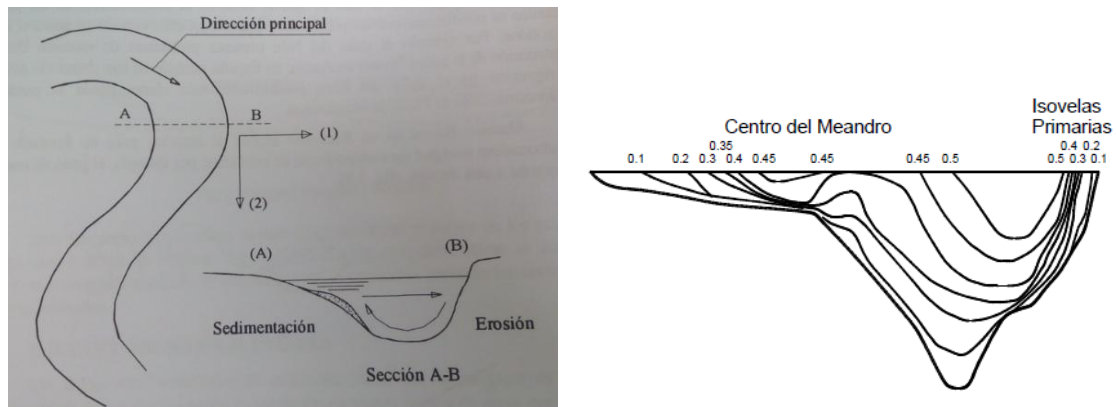 Dirección principal
A
B
(1)
(2)
(A)
(B)
Sedimentación
Erosión
Sección A-B
Centro del Meandro
Isovelas
Primarias
0.35
0.4 0.2
0.1 0.2 0.3 0.4 0.45 0.45 0.45 0.5 0.5 0.3 0.1